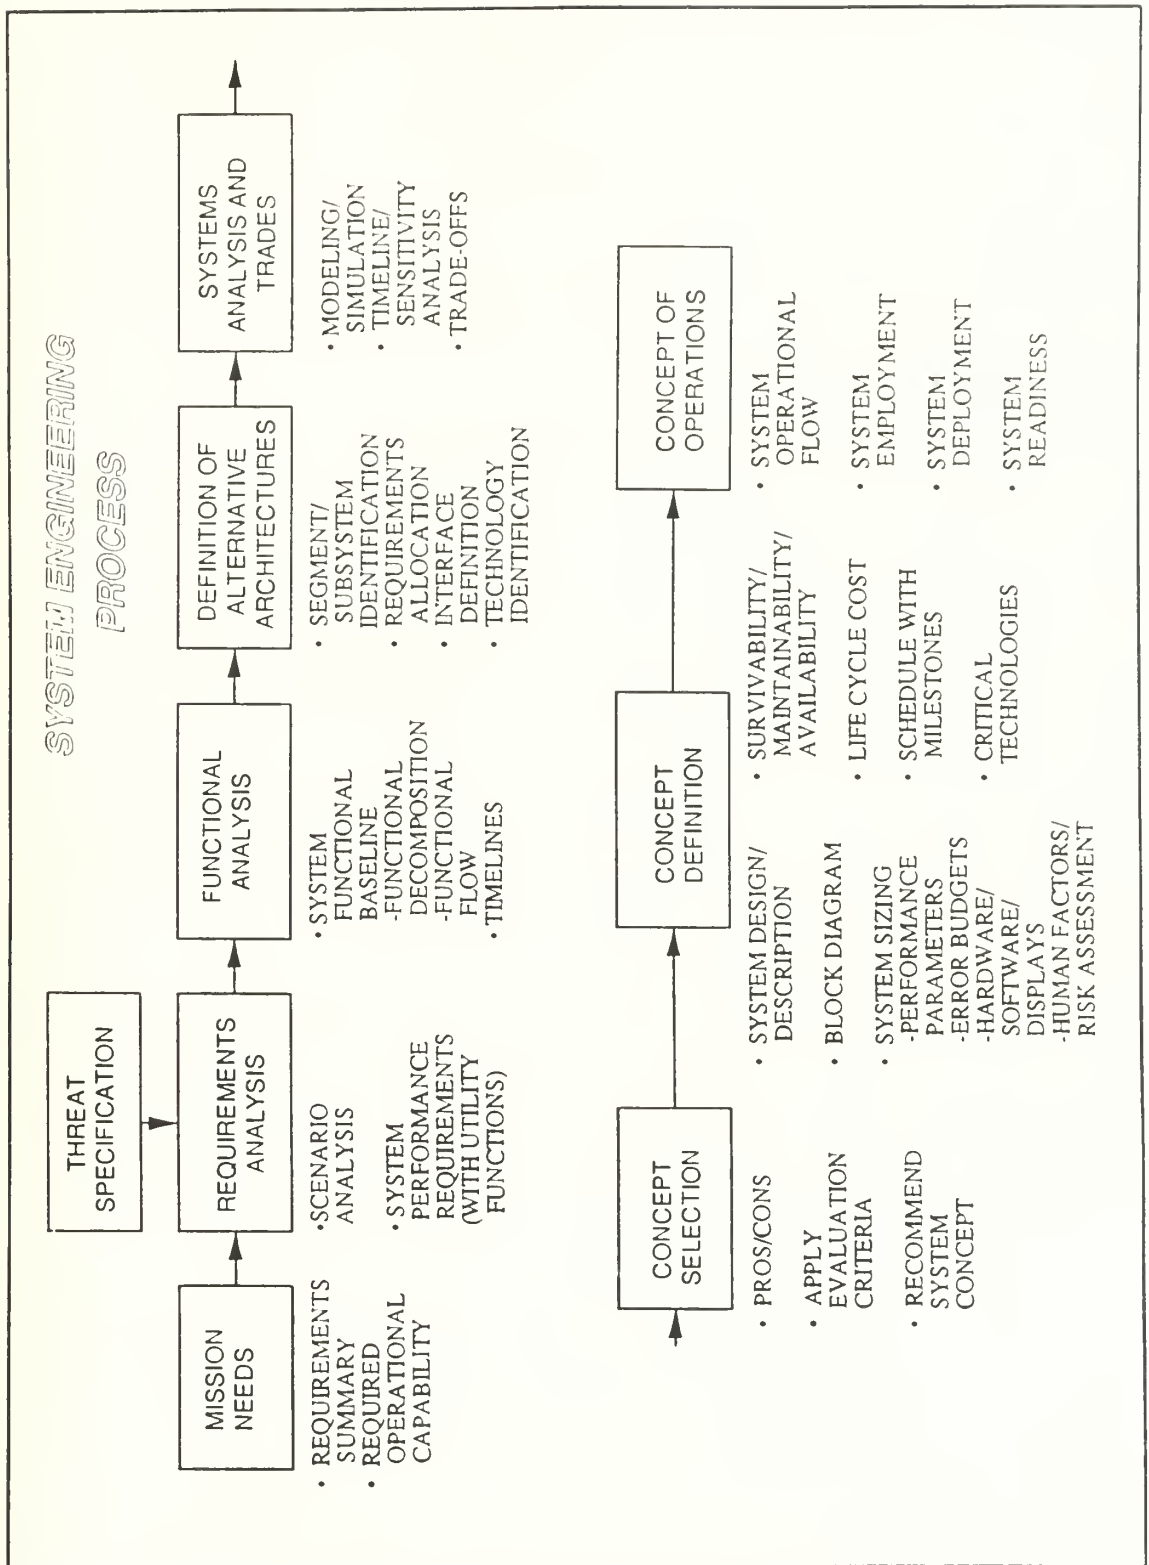 SYSTEM ENGINEERING
PROCESS
THREAT
SPECIFICATION
MISSION
NEEDS
REQUIREMENTS
ANALYSIS
FUNCTIONAL
ANALYSIS
DEFINITION OF
ALTERNATIVE
ARCHITECTURES
SYSTEMS
ANALYSIS AND
TRADES
• REQUIREMENTS
SUMMARY
• REQUIRED
OPERATIONAL
CAPABILITY
•SCENARIO
ANALYSIS
• SYSTEM
PERFORMANCE
REQUIREMENTS
(WITH UTILITY
FUNCTIONS)
• SYSTEM
FUNCTIONAL
BASELINE
-FUNCTIONAL
DECOMPOSITION
-FUNCTIONAL
FLOW
• TIMELINES
• SEGMENT/
SUBSYSTEM
IDENTIFICATION
• REQUIREMENTS
ALLOCATION
• INTERFACE
DEFINITION
• TECHNOLOGY
IDENTIFICATION
• MODELING/
SIMULATION
• TIMELINE/
SENSITIVITY
ANALYSIS
• TRADE-OFFS
CONCEPT
SELECTION
CONCEPT
DEFINITION
CONCEPT OF
OPERATIONS
• PROS/CONS
• APPLY
EVALUATION
CRITERIA
• RECOMMEND
SYSTEM
CONCEPT
• SYSTEM DESIGN/
DESCRIPTION
• BLOCK DIAGRAM
• SYSTEM SIZING
-PERFORMANCE
PARAMETERS
-ERROR BUDGETS
-HARDWARE/
SOFTWARE/
DISPLAYS
-HUMAN FACTORS/
RISK ASSESSMENT
• SURVIVABILITY/
MAINTAINABILITY/
AVAILABILITY
• LIFE CYCLE COST
• SCHEDULE WITH
MILESTONES
• CRITICAL
TECHNOLOGIES
• SYSTEM
OPERATIONAL
FLOW
• SYSTEM
EMPLOYMENT
• SYSTEM
DEPLOYMENT
• SYSTEM
READINESS